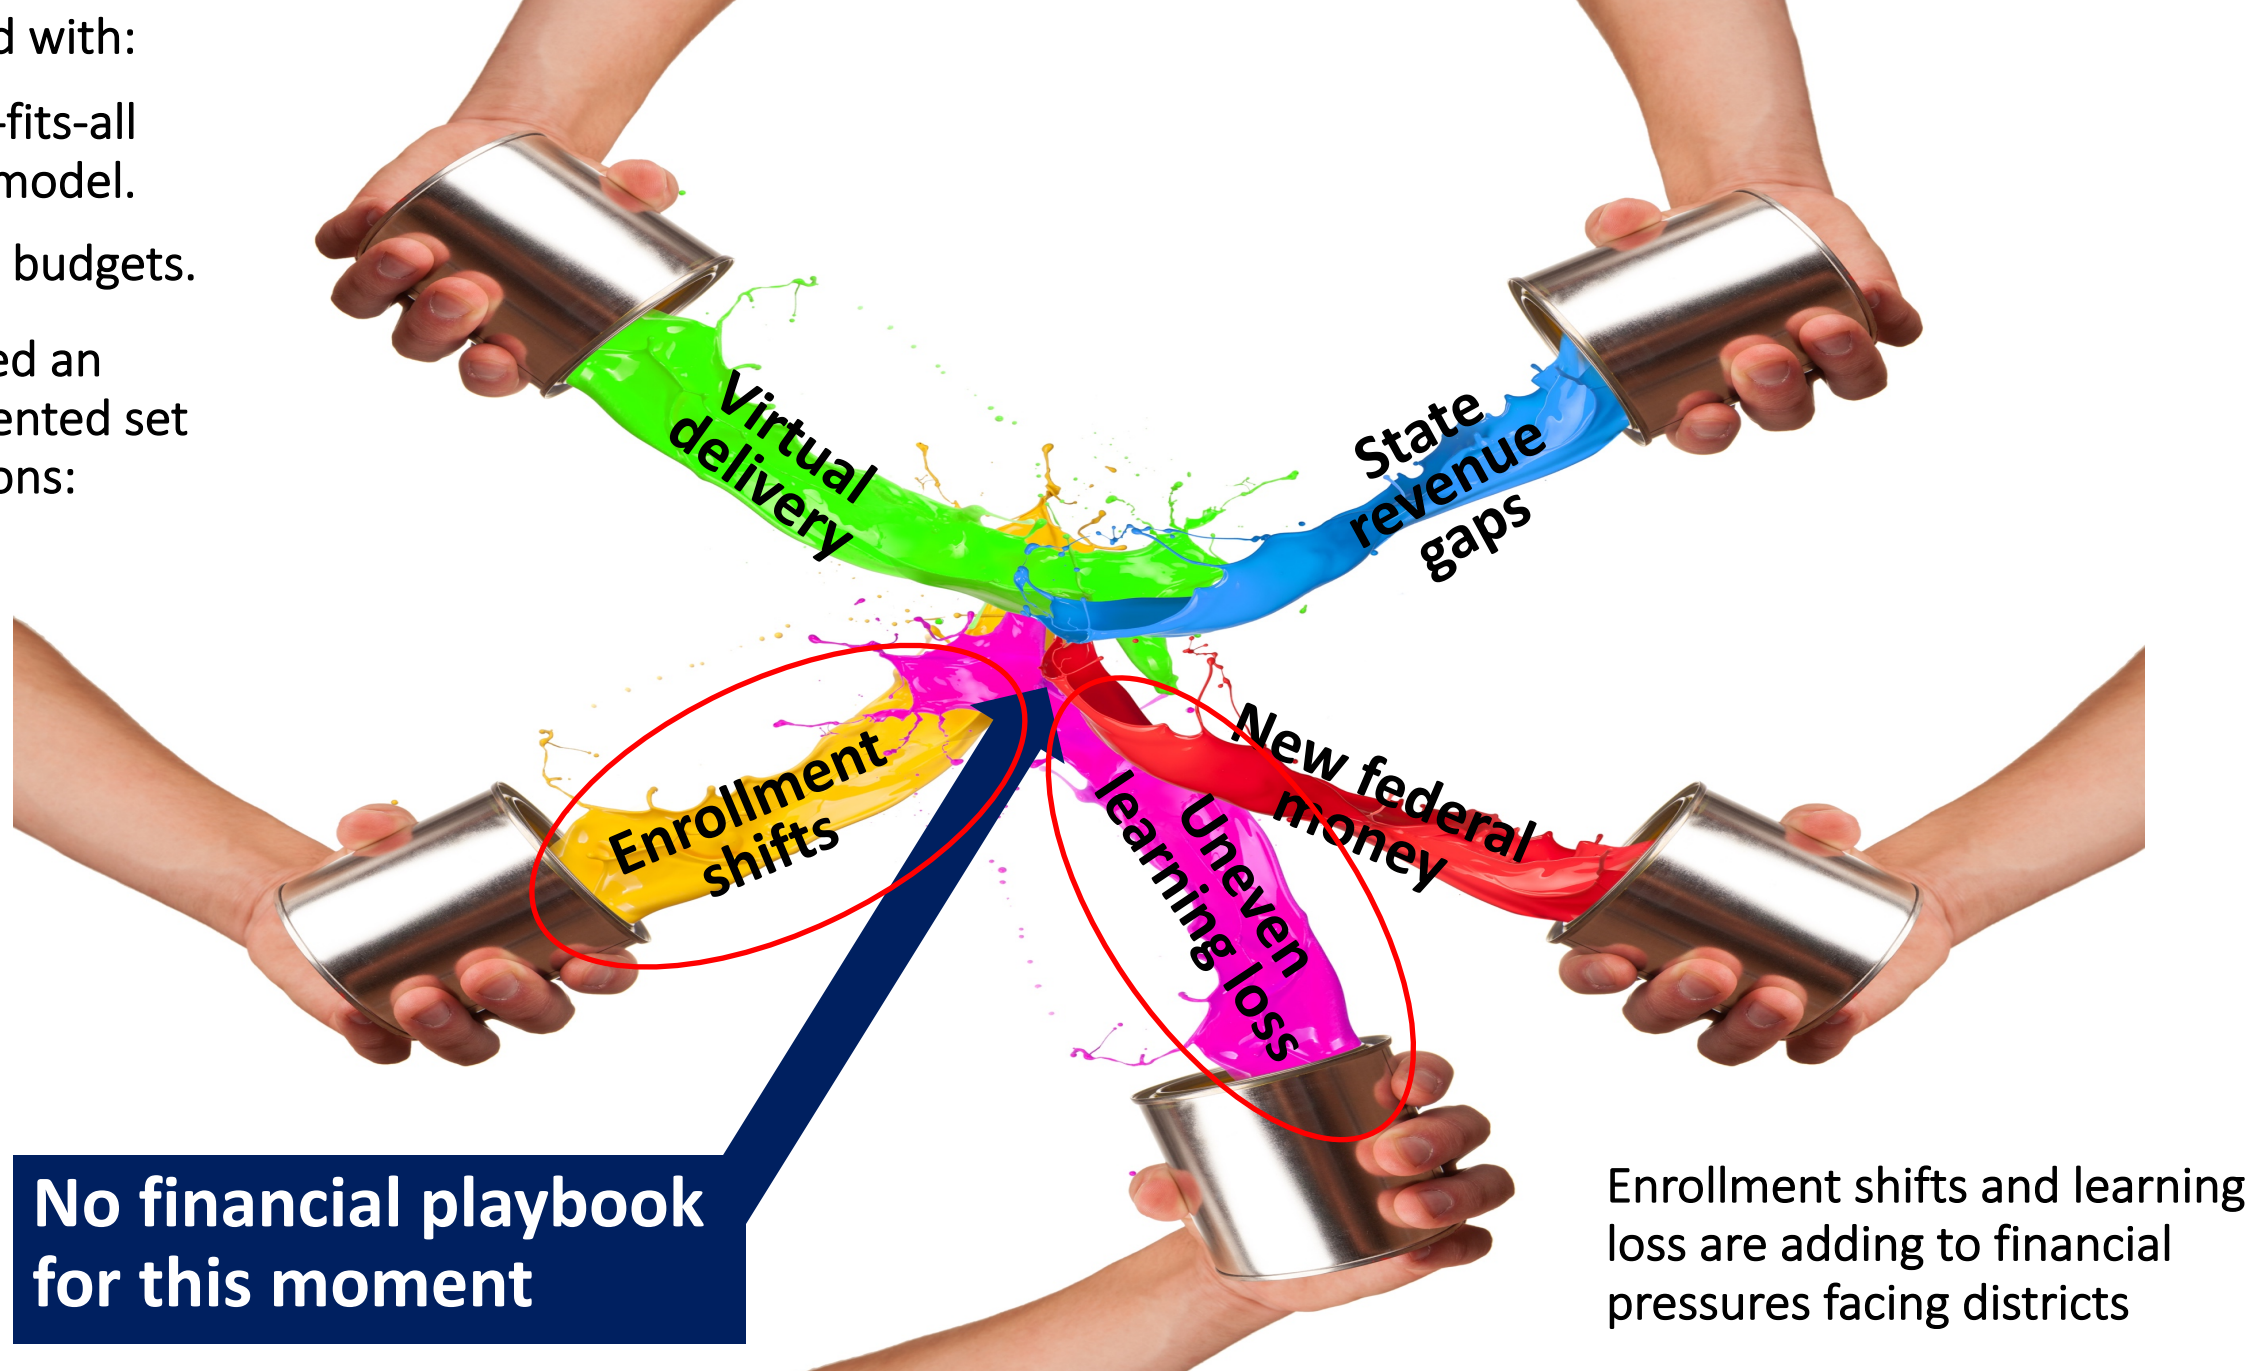 d with:
-fits-all
model.
budgets.
ed an
ented set
ons:
Virtual
delivery
State
revenue
gaps
Enrollment
shifts
New federal
money
Uneven
learning loss
No financial playbook
for this moment
Enrollment shifts and learning
loss are adding to financial
pressures facing districts